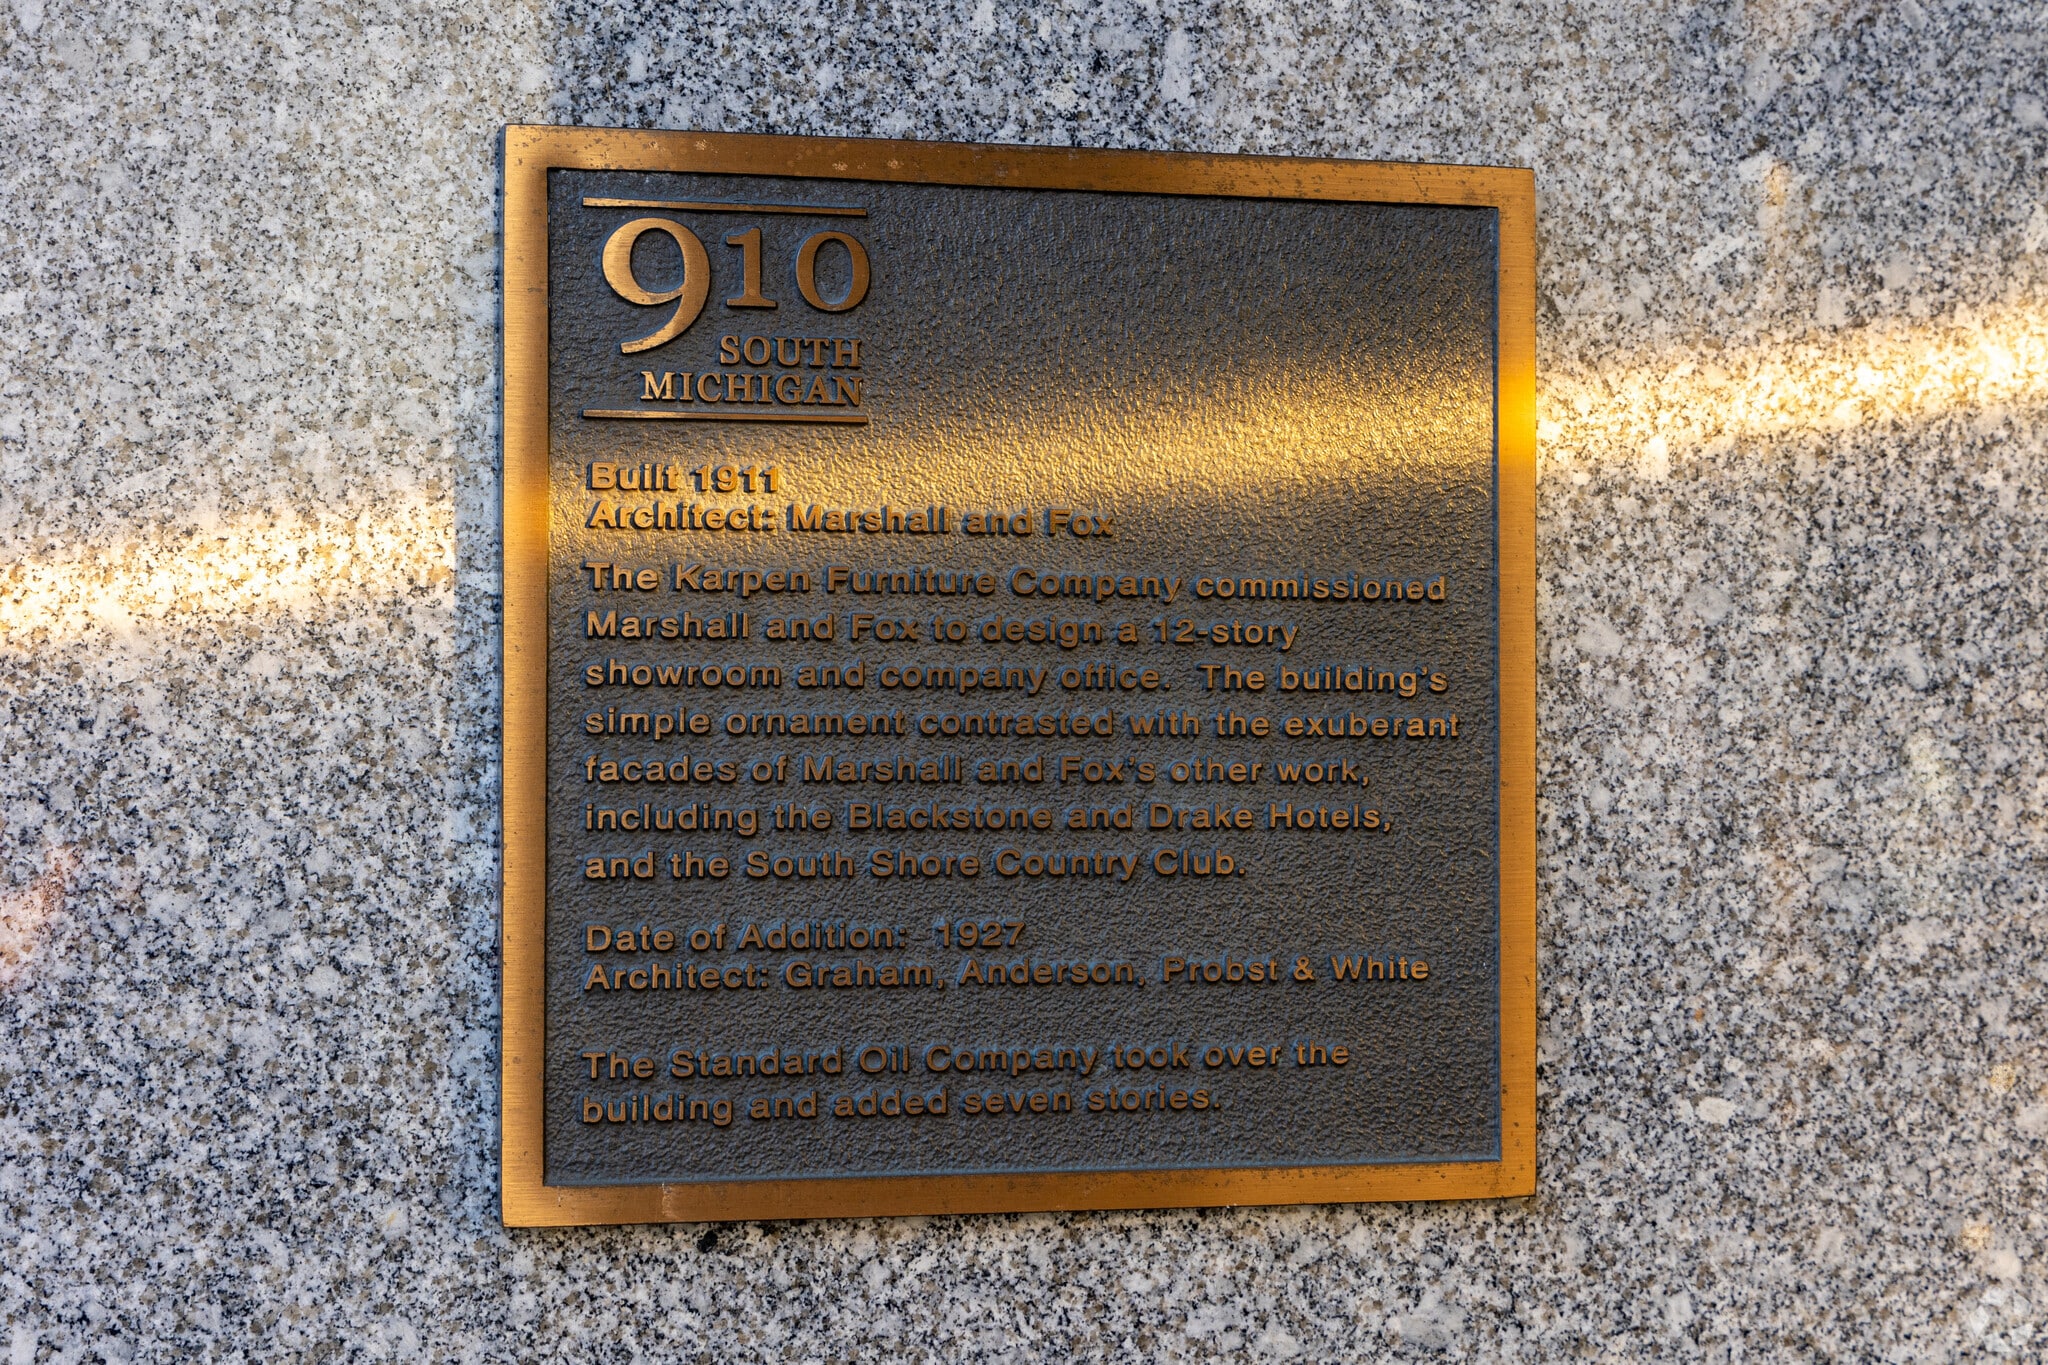 910
SOUTH
MICHIGAN
Built 1911
Architect: Marshall and Fox
The Karpen Furniture Company commissioned
Marshall and Fox to design a 12-story
showroom and company office. The building's
simple ornament contrasted with the exuberant
facades of Marshall and Fox's other work,
including the Blackstone and Drake Hotels,
and the South Shore Country Club.
Date of Addition: 1927
Architect: Graham, Anderson, Probst & White
The Standard Oil Company took over the
building and added seven stories.